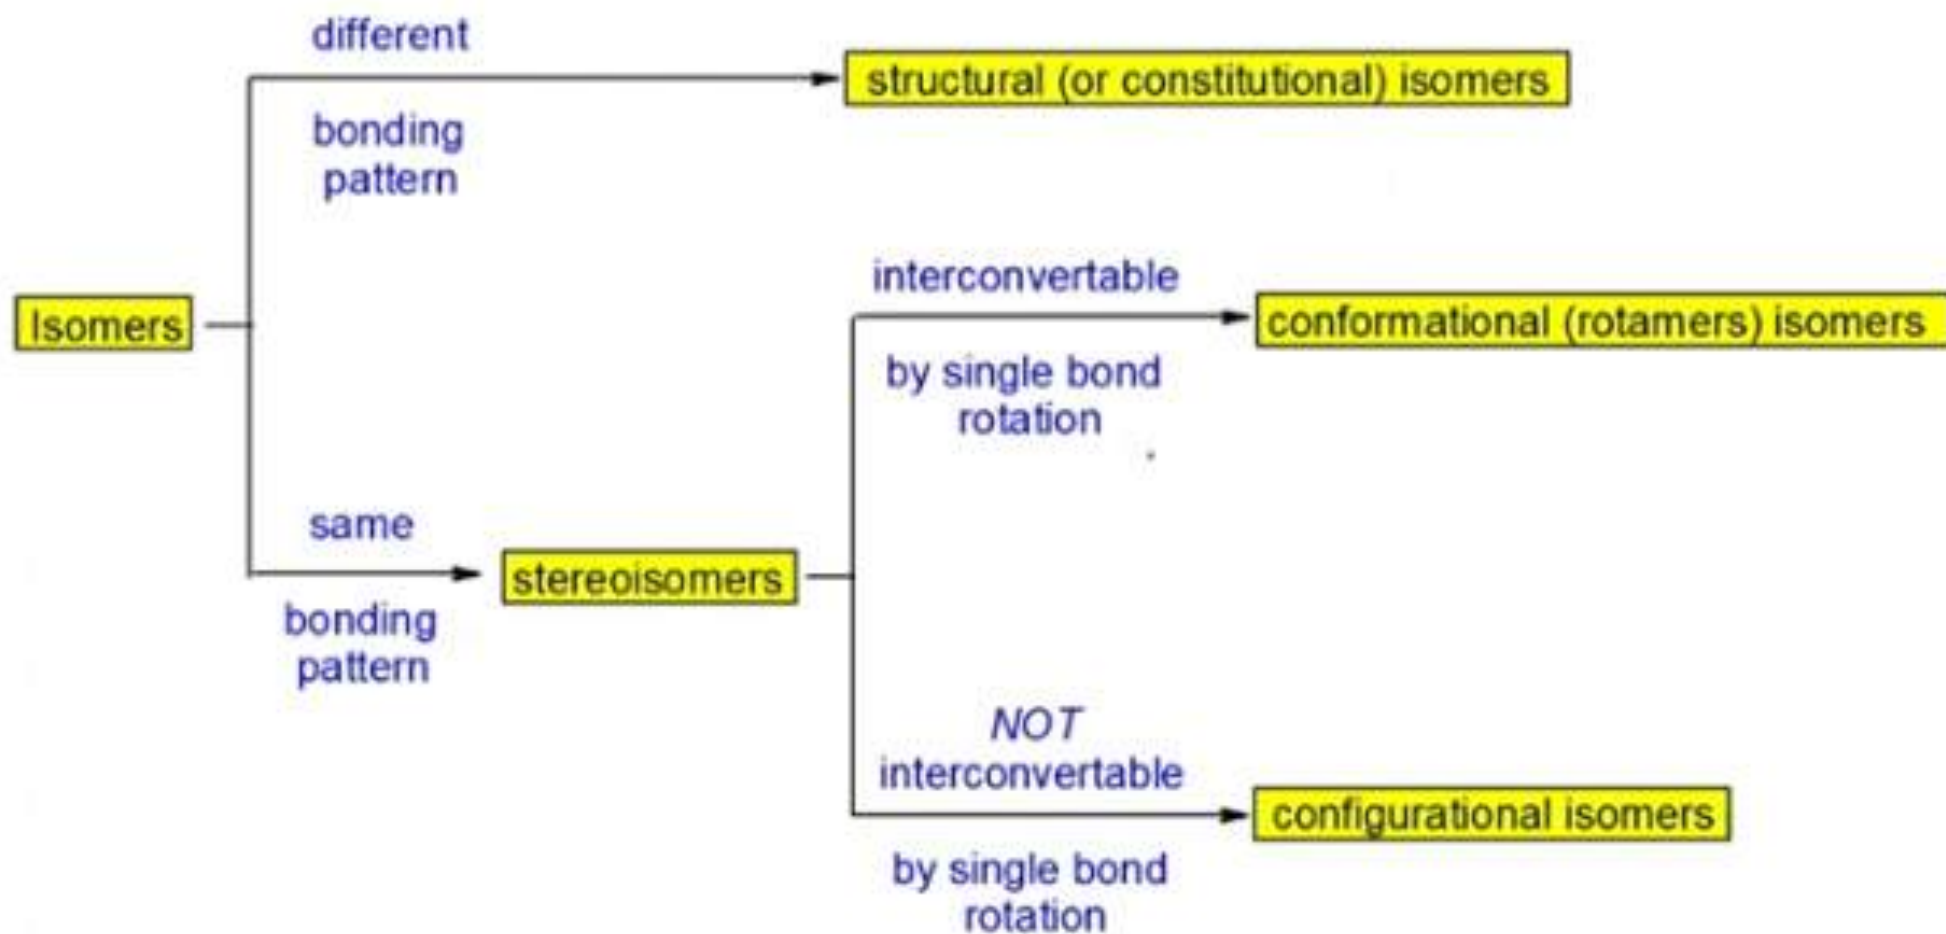 different
structural (or constitutional) isomers
bonding
pattern
interconvertable
Isomers
conformational (rotamers) isomers
by single bond
rotation
same
stereoisomers
bonding
pattern
NOT
interconvertable
configurational isomers
by single bond
rotation